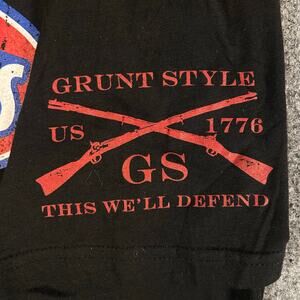 GRUNT STYLE
US 1776
GS
THIS WE'LL DEFEND